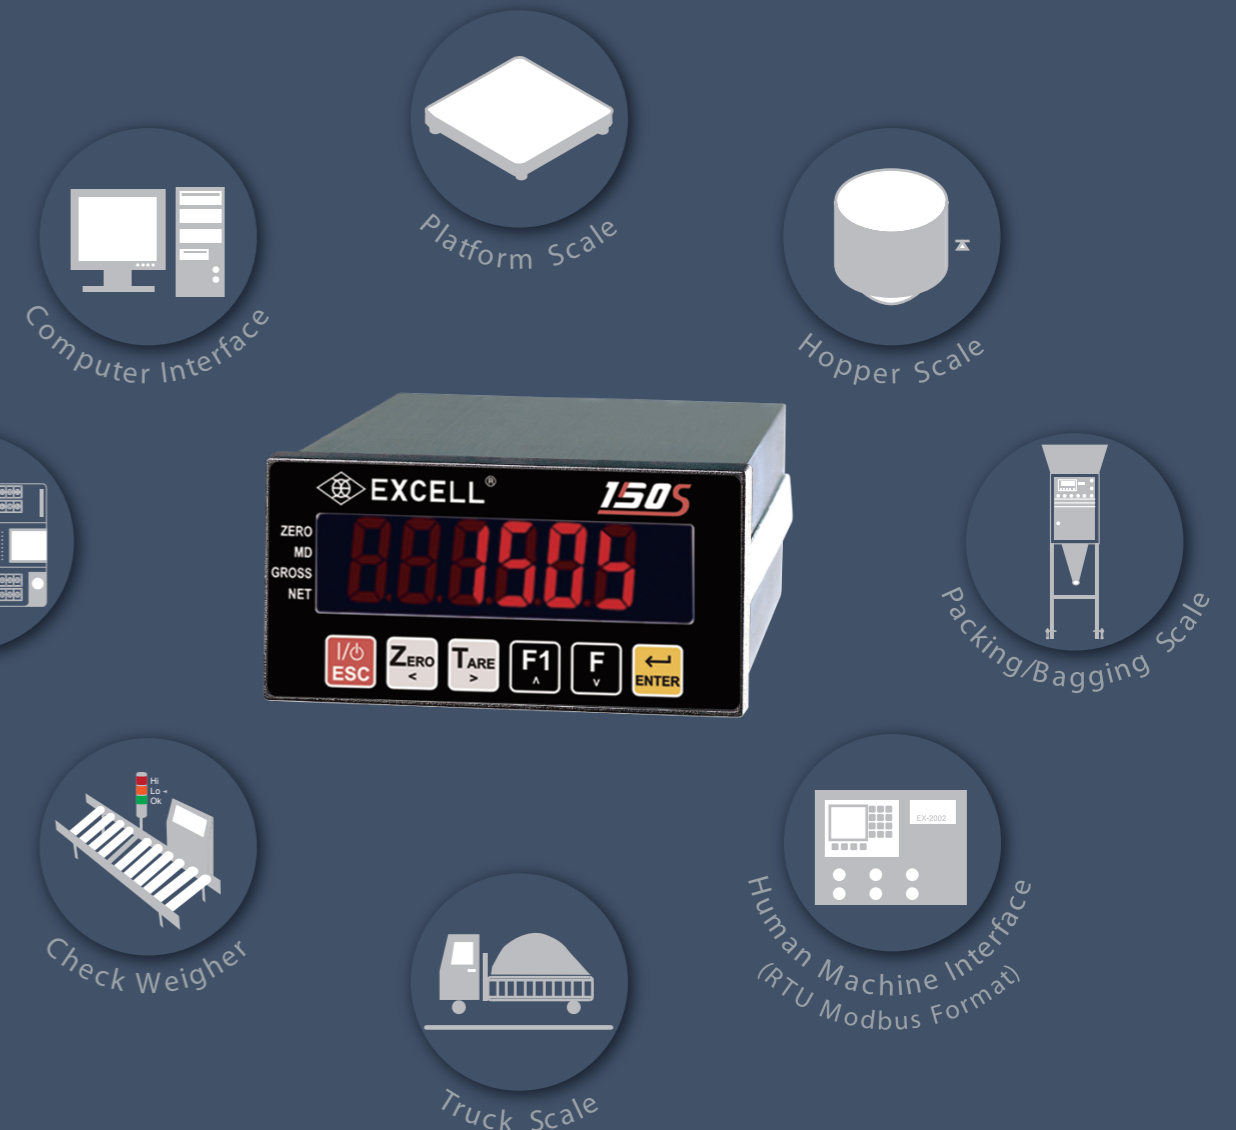 Platform Scale
Computer Interface
Hopper Scale
EXCELL®
150S
ZERO
MD
GROSS
NET
1505
I/⏻
ESC
ZERO
<
TARE
>
F1
∧
F
∨
↵
ENTER
Packing/Bagging Scale
Hi
Lo
Ok
Check Weigher
EX-2002
Human Machine Interface
(RTU Modbus Format)
Truck Scale